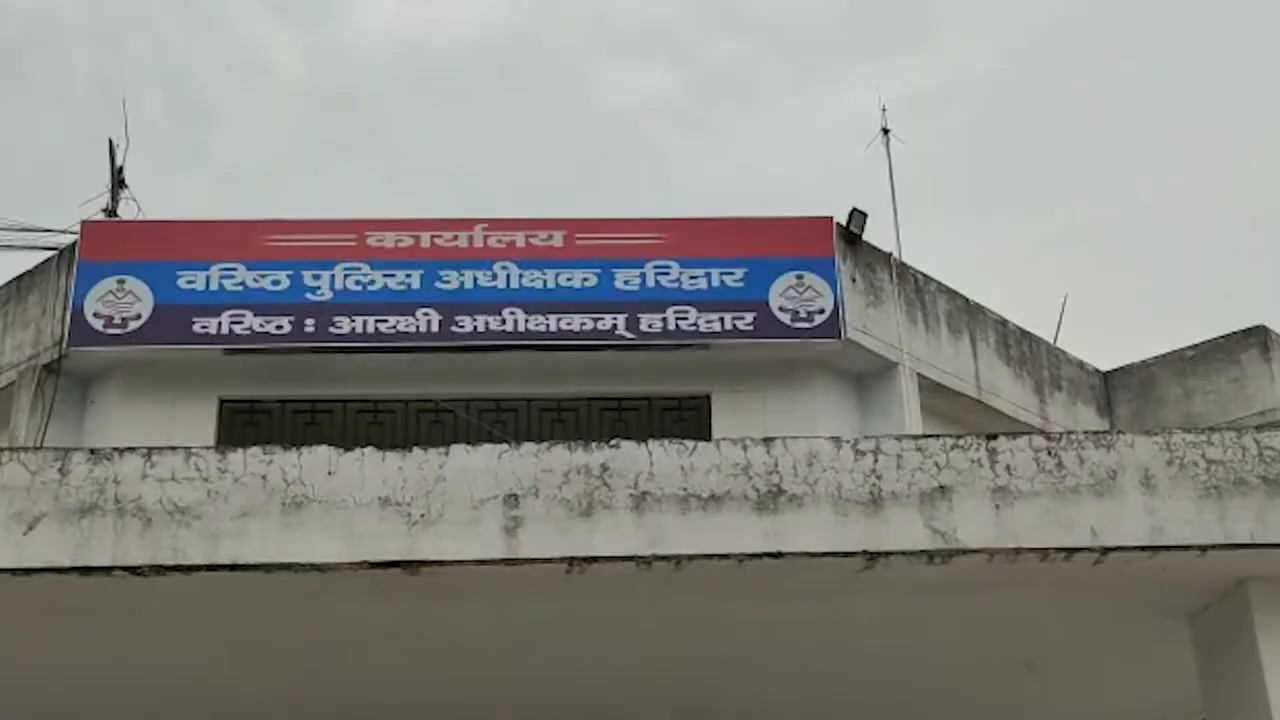 कार्यालय
वरिष्ठ पुलिस अधीक्षक हरिद्वार
वरिष्ठ : आरक्षी अधीक्षकम् हरिद्वार